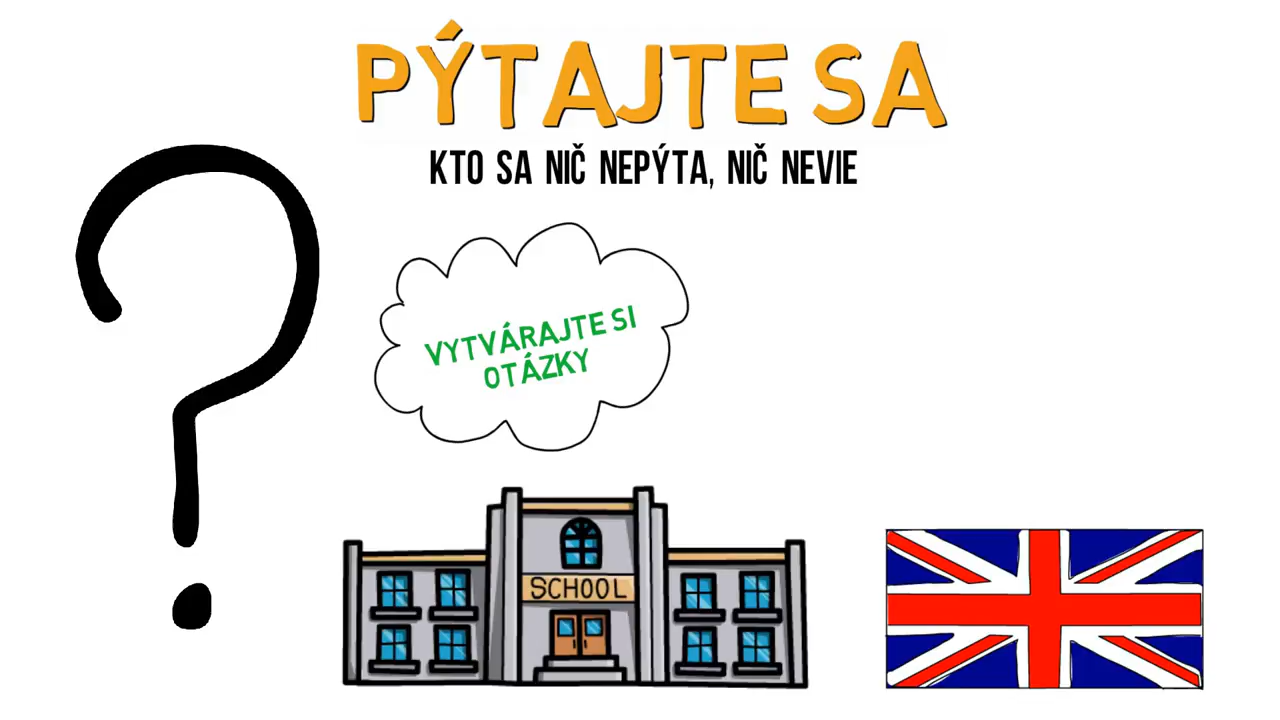 PÝTAJTE SA
KTO SA NIČ NEPÝTA, NIČ NEVIE
VYTVÁRAJTE SI
OTÁZKY
SCHOOL